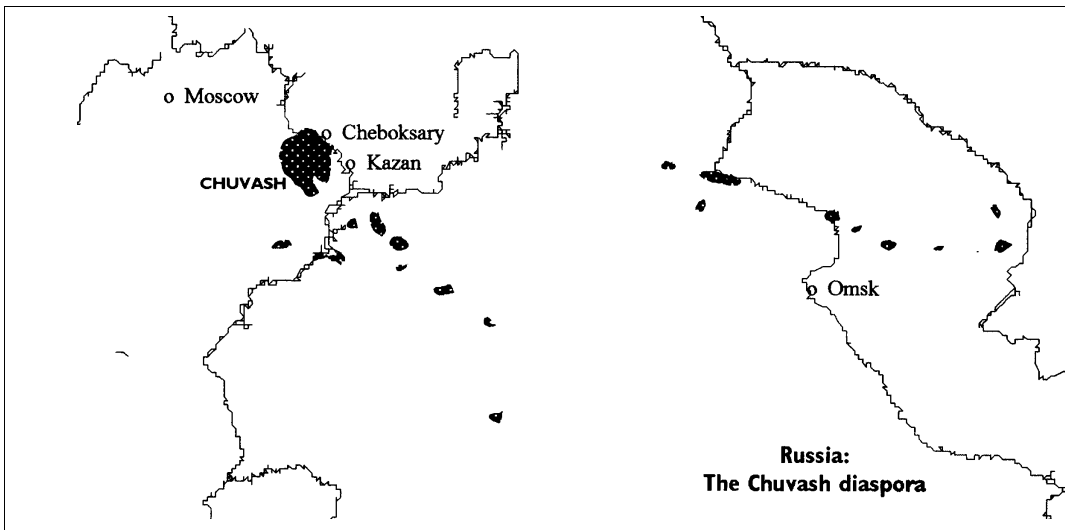 Moscow
Cheboksary
Kazan
CHUVASH
Omsk
Russia:
The Chuvash diaspora